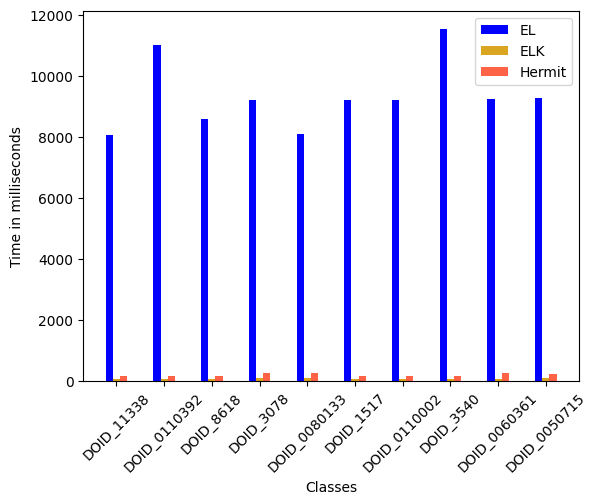 12000
10000
8000
6000
4000
2000
0
Time in milliseconds
EL
ELK
Hermit
DOID_11338
DOID_0110392
DOID_8618
DOID_3078
DOID_0080133
DOID_1517
DOID_0110002
DOID_3540
DOID_0060361
DOID_0050715
Classes